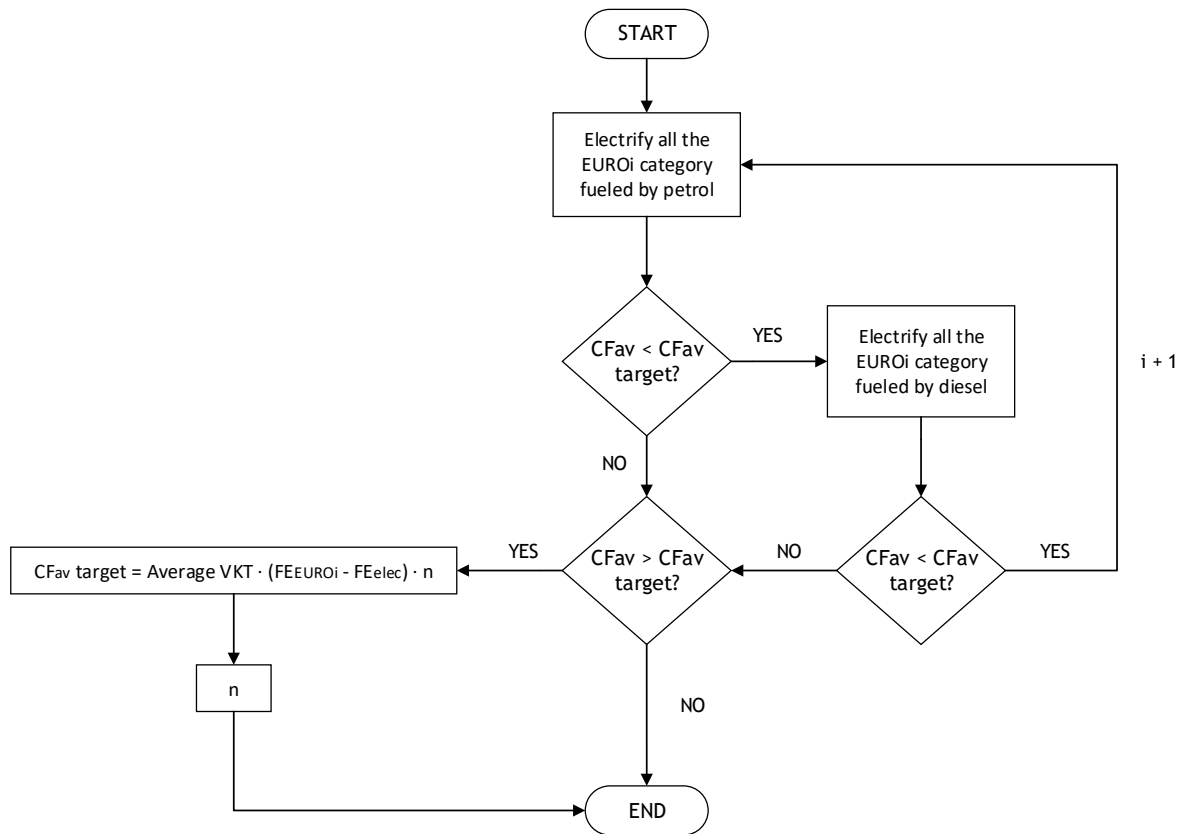 START
Electrify all the
EUROi category
fueled by petrol
CFav < CFav
target?
YES
Electrify all the
EUROi category
fueled by diesel
i + 1
NO
CFav > CFav
target?
YES
NO
CFav < CFav
target?
YES
CFav target = Average VKT · (FEEUROi - FEelec) · n
n
NO
END